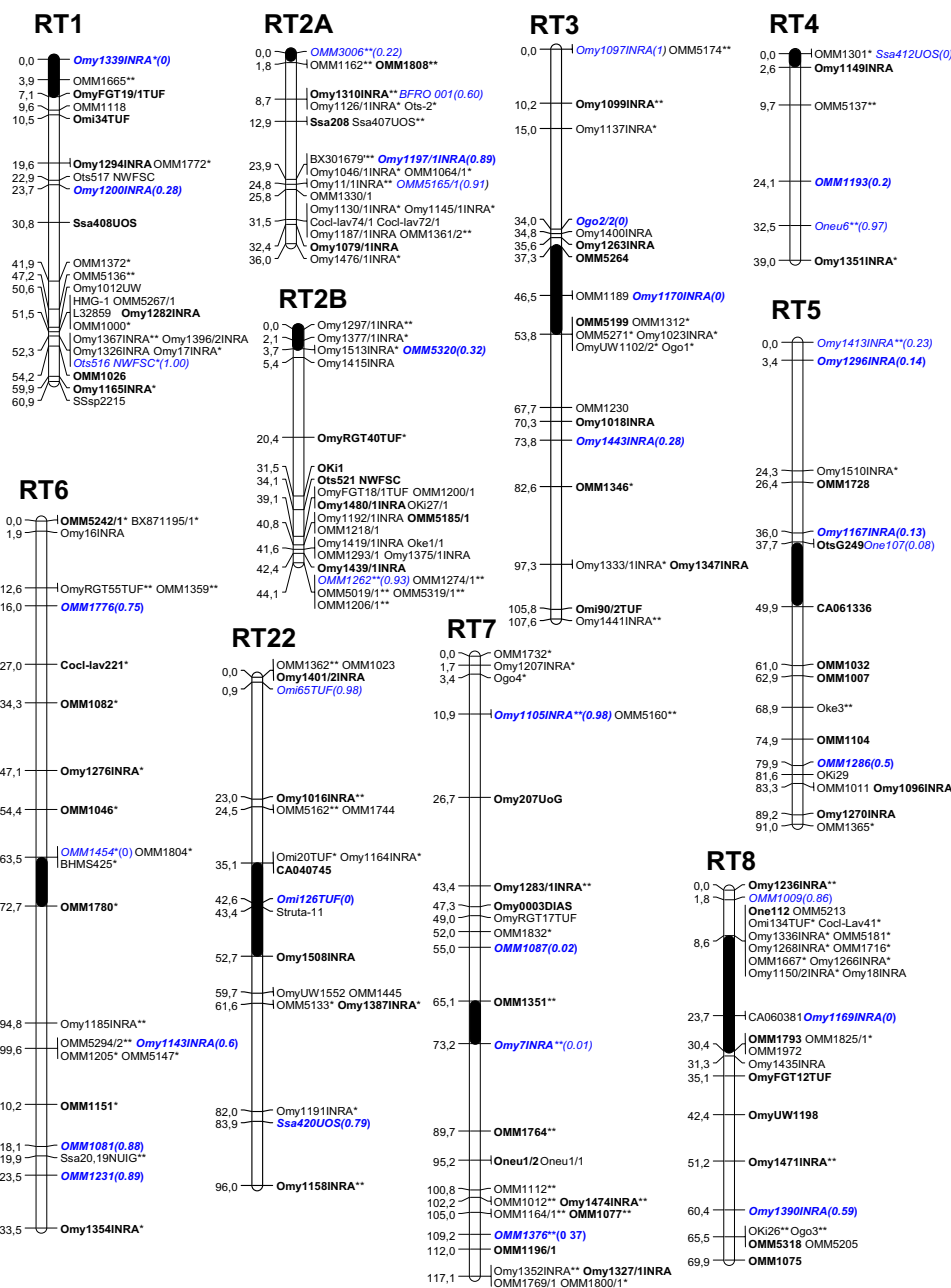 RT1
0,0 Omy1339INRA*(0)
3,9 OMM1665**
7,1 OmyFGT19/1TUF
9,6 OMM1118
10,5 Omi34TUF
19,6 Omy1294INRA OMM1772*
22,9 Ots517 NWFSC
23,7 Omy1200INRA(0.28)
30,8 Ssa408UOS
41,9 OMM1372*
47,2 OMM5136**
50,6 Omy1012UW
HMG-1 OMM5267/1
51,5 L32859 Omy1282INRA
OMM1000*
Omy1367INRA** Omy1396/2INRA
52,3 Omy1326INRA Omy17INRA*
Ots516 NWFSC*(1.00)
54,2 OMM1026
59,9 Omy1165INRA*
60,9 SSsp2215
RT2A
0,0 OMM3006**(0.22)
1,8 OMM1162** OMM1808**
8,7 Omy1310INRA** BFRO 001(0.60)
Omy1126/1INRA* Ots-2*
12,9 Ssa208 Ssa407UOS**
BX301679'** Omy1197/1INRA(0.89)
23,9 Omy1046/1INRA* OMM1064/1*
24,8 Omy11/1INRA** OMM5165/1(0.91)
25,8 OMM1330/1
Omy1130/1INRA* Omy1145/1INRA*
31,5 Cocl-lav74/1 Cocl-lav72/1
Omy1187/1INRA OMM1361/2**
32,4 Omy1079/1INRA
36,0 Omy1476/1INRA*
RT2B
0,0 Omy1297/1INRA**
2,1 Omy1377/1INRA*
3,7 Omy1513INRA* OMM5320(0.32)
5,4 Omy1415INRA
20,4 OmyRGT40TUF*
31,5 OKi1
34,1 Ots521 NWFSC
OmyFGT18/1TUF OMM1200/1
39,1 Omy1480/1INRA OKi27/1
Omy1192/1INRA OMM5185/1
40,8 OMM1218/1
Omy1419/1INRA Oke1/1
41,6 OMM1293/1 Omy1375/1INRA
42,4 Omy1439/1INRA
OMM1262**(0.93) OMM1274/1**
44,1 OMM5019/1** OMM5319/1**
OMM1206/1**
RT3
0,0 Omy1097INRA(1) OMM5174**
10,2 Omy1099INRA**
15,0 Omy1137INRA*
34,0 Ogo2/2(0)
34,8 Omy1400INRA
35,6 Omy1263INRA
37,3 OMM5264
46,5 OMM1189 Omy1170INRA(0)
OMM5199 OMM1312*
53,8 OMM5271* Omy1023INRA*
OmyUW1102/2* Ogo1*
67,7 OMM1230
70,3 Omy1018INRA
73,8 Omy1443INRA(0.28)
82,6 OMM1346*
97,3 Omy1333/1INRA* Omy1347INRA
105,8 Omi90/2TUF
107,6 Omy1441INRA**
RT4
0,0 OMM1301* Ssa412UOS(0)
2,6 Omy1149INRA
9,7 OMM5137**
24,1 OMM1193(0.2)
32,5 Oneu6**(0.97)
39,0 Omy1351INRA*
RT5
0,0 Omy1413INRA**(0.23)
3,4 Omy1296INRA(0.14)
24,3 Omy1510INRA*
26,4 OMM1728
36,0 Omy1167INRA(0.13)
37,7 OtsG249 One107(0.08)
49,9 CA061336
61,0 OMM1032
62,9 OMM1007
68,9 Oke3**
74,9 OMM1104
79,9 OMM1286(0.5)
81,6 OKi29
83,3 OMM1011 Omy1096INRA
89,2 Omy1270INRA
91,0 OMM1365*
RT6
0,0 OMM5242/1* BX871195/1*
1,9 Omy16INRA
12,6 OmyRGT55TUF** OMM1359**
16,0 OMM1776(0.75)
27,0 Cocl-lav221*
34,3 OMM1082*
47,1 Omy1276INRA*
54,4 OMM1046*
63,5 OMM1454*(0) OMM1804*
BHMS425*
72,7 OMM1780*
94,8 Omy1185INRA**
99,6 OMM5294/2** Omy1143INRA(0.6)
OMM1205* OMM5147*
10,2 OMM1151*
18,1 OMM1081(0.88)
19,9 Ssa20,19NUIG**
23,5 OMM1231(0.89)
33,5 Omy1354INRA*
RT22
0,0 OMM1362** OMM1023
Omy1401/2INRA
0,9 Omi65TUF(0.98)
23,0 Omy1016INRA**
24,5 OMM5162** OMM1744
35,1 Omi20TUF* Omy1164INRA*
CA040745
42,6 Omi126TUF(0)
43,4 Struta-11
52,7 Omy1508INRA
59,7 OmyUW1552 OMM1445
61,6 OMM5133* Omy1387INRA*
82,0 Omy1191INRA*
83,9 Ssa420UOS(0.79)
96,0 Omy1158INRA**
RT7
0,0 OMM1732*
1,7 Omy1207INRA*
3,4 Ogo4*
10,9 Omy1105INRA**(0.98) OMM5160**
26,7 Omy207UoG
43,4 Omy1283/1INRA**
47,3 Omy0003DIAS
49,0 OmyRGT17TUF
52,0 OMM1832*
55,0 OMM1087(0.02)
65,1 OMM1351**
73,2 Omy7INRA**(0.01)
89,7 OMM1764**
95,2 Oneu1/2 Oneu1/1
100,8 OMM1112**
102,2 OMM1012** Omy1474INRA**
105,0 OMM1164/1** OMM1077**
109,2 OMM1376**(0 37)
112,0 OMM1196/1
117,1 Omy1352INRA** Omy1327/1INRA
OMM1769/1 OMM1800/1*
RT8
0,0 Omy1236INRA**
1,8 OMM1009(0.86)
One112 OMM5213
Omi134TUF* Cocl-Lav41*
8,6 Omy1336INRA* OMM5181*
Omy1268INRA* OMM1716*
OMM1667* Omy1266INRA*
Omy1150/2INRA* Omy18INRA
23,7 CA060381 Omy1169INRA(0)
30,4 OMM1793 OMM1825/1*
OMM1972
31,3 Omy1435INRA
35,1 OmyFGT12TUF
42,4 OmyUW1198
51,2 Omy1471INRA**
60,4 Omy1390INRA(0.59)
65,5 OKi26** Ogo3**
OMM5318 OMM5205
69,9 OMM1075